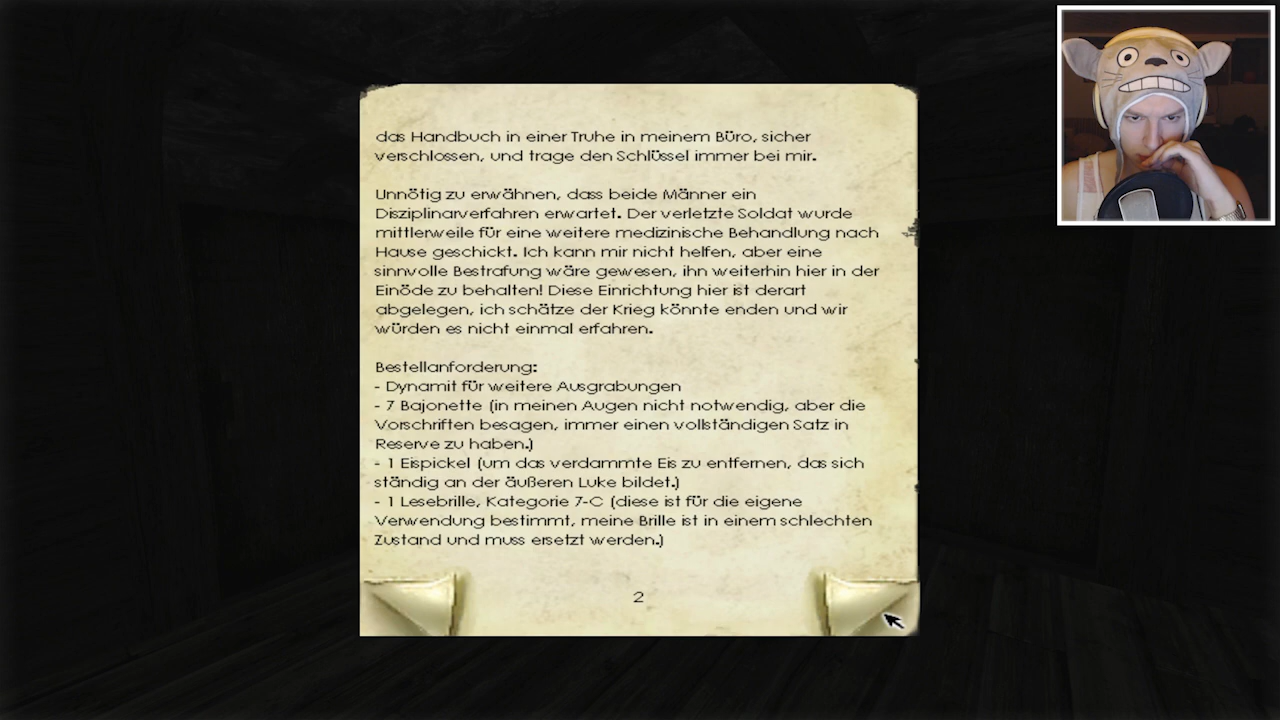 das Handbuch in einer Truhe in meinem Büro, sicher
verschlossen, und trage den Schlüssel immer bei mir.
Unnötig zu erwähnen, dass beide Männer ein
Disziplinarverfahren erwartet. Der verletzte Soldat wurde
mittlerweile für eine weitere medizinische Behandlung nach
Hause geschickt. Ich kann mir nicht helfen, aber eine
sinnvolle Bestrafung wäre gewesen, ihn weiterhin hier in der
Einöde zu behalten! Diese Einrichtung hier ist derart
abgelegen, ich schätze der Krieg könnte enden und wir
würden es nicht einmal erfahren.
Bestellanforderung:
- Dynamit für weitere Ausgrabungen
- 7 Bajonette (in meinen Augen nicht notwendig, aber die
Vorschriften besagen, immer einen vollständigen Satz in
Reserve zu haben.)
- 1 Eispickel (um das verdammte Eis zu entfernen, das sich
ständig an der äußeren Luke bildet.)
- 1 Lesebrille, Kategorie 7-C (diese ist für die eigene
Verwendung bestimmt, meine Brille ist in einem schlechten
Zustand und muss ersetzt werden.)
2